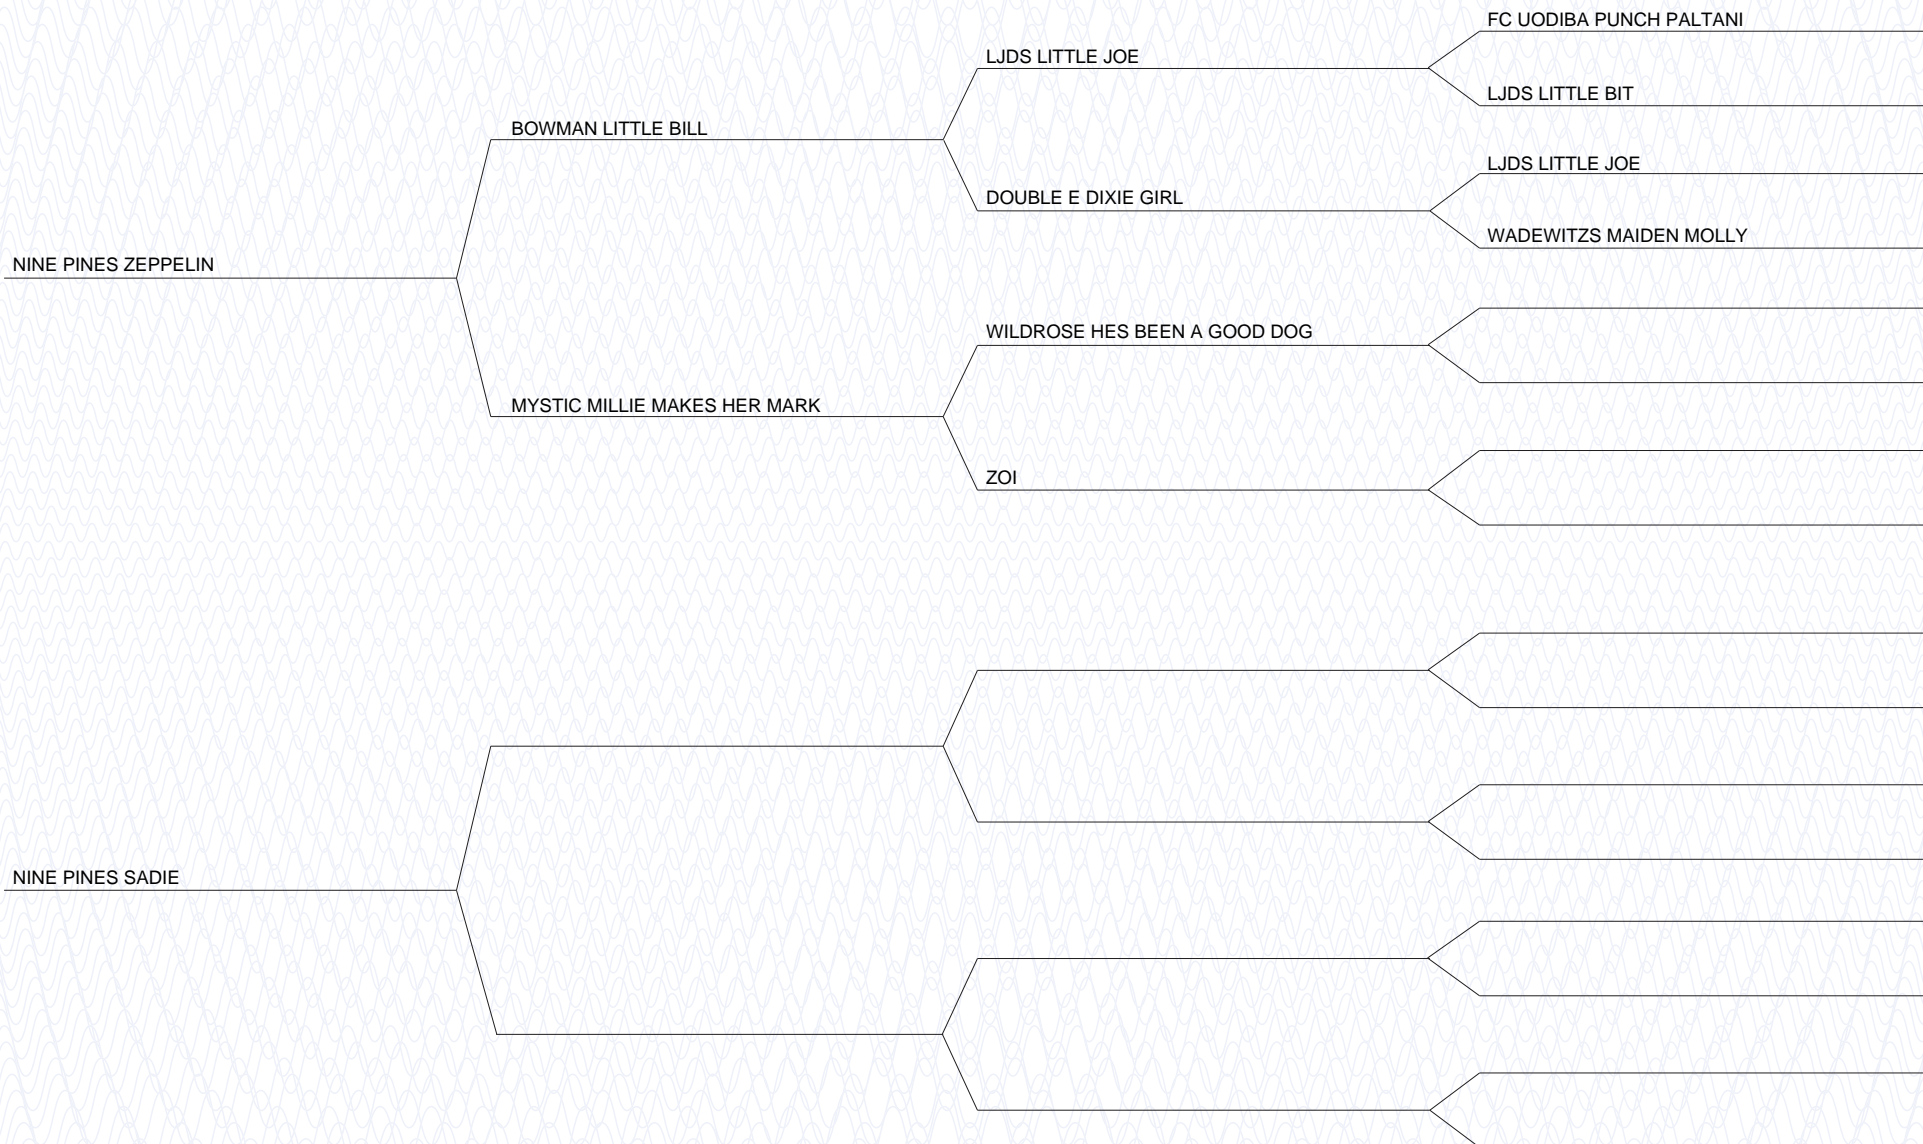 FC UODIBA PUNCH PALTANI
LJDS LITTLE JOE
LJDS LITTLE BIT
BOWMAN LITTLE BILL
LJDS LITTLE JOE
DOUBLE E DIXIE GIRL
WADEWITZS MAIDEN MOLLY
NINE PINES ZEPPELIN
WILDROSE HES BEEN A GOOD DOG
MYSTIC MILLIE MAKES HER MARK
ZOI
NINE PINES SADIE